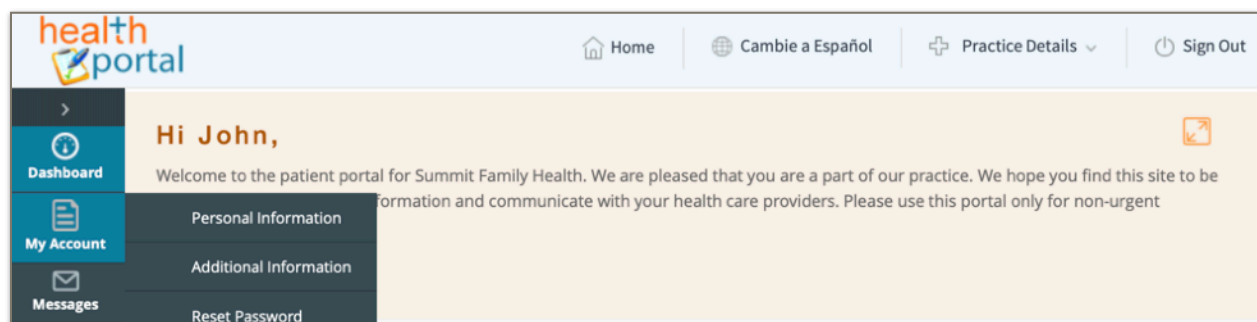 health
portal
Home
Cambie a Español
Practice Details
Sign Out
Hi John,
Dashboard
Welcome to the patient portal for Summit Family Health. We are pleased that you are a part of our practice. We hope you find this site to be
formation and communicate with your health care providers. Please use this portal only for non-urgent
My Account
Personal Information
Additional Information
Messages
Reset Password